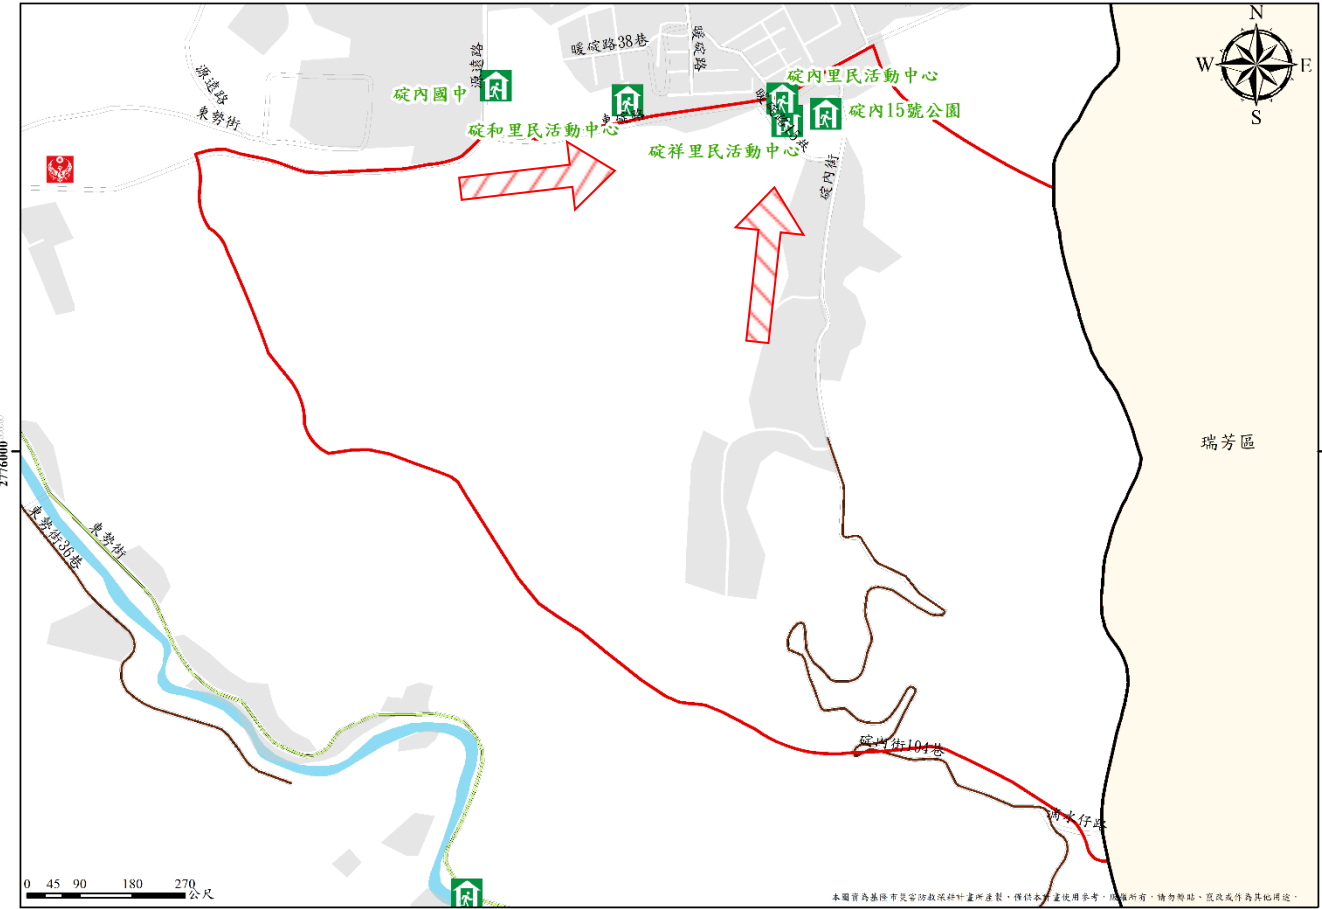 N
W
E
S
暖碇路38巷
暖碇路
源遠路
源遠路
東勢街
碇內國中
碇內里民活動中心
碇內15號公園
碇和里民活動中心
碇祥里民活動中心
碇內街
瑞芳區
2776000
東勢街36巷
東勢街
碇內街104巷
0 45 90 180 270
公尺